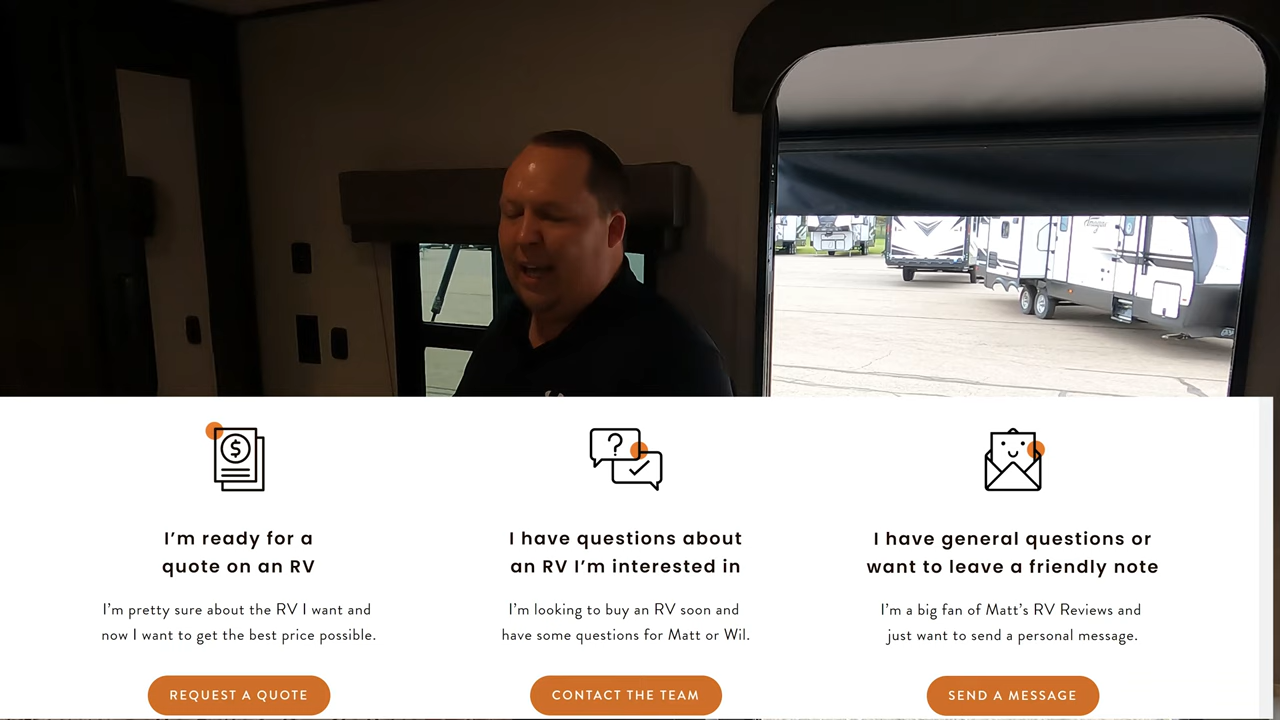 I'm ready for a
quote on an RV
I'm pretty sure about the RV I want and
now I want to get the best price possible.
REQUEST A QUOTE
I have questions about
an RV I'm interested in
I'm looking to buy an RV soon and
have some questions for Matt or Wil.
CONTACT THE TEAM
I have general questions or
want to leave a friendly note
I'm a big fan of Matt's RV Reviews and
just want to send a personal message.
SEND A MESSAGE